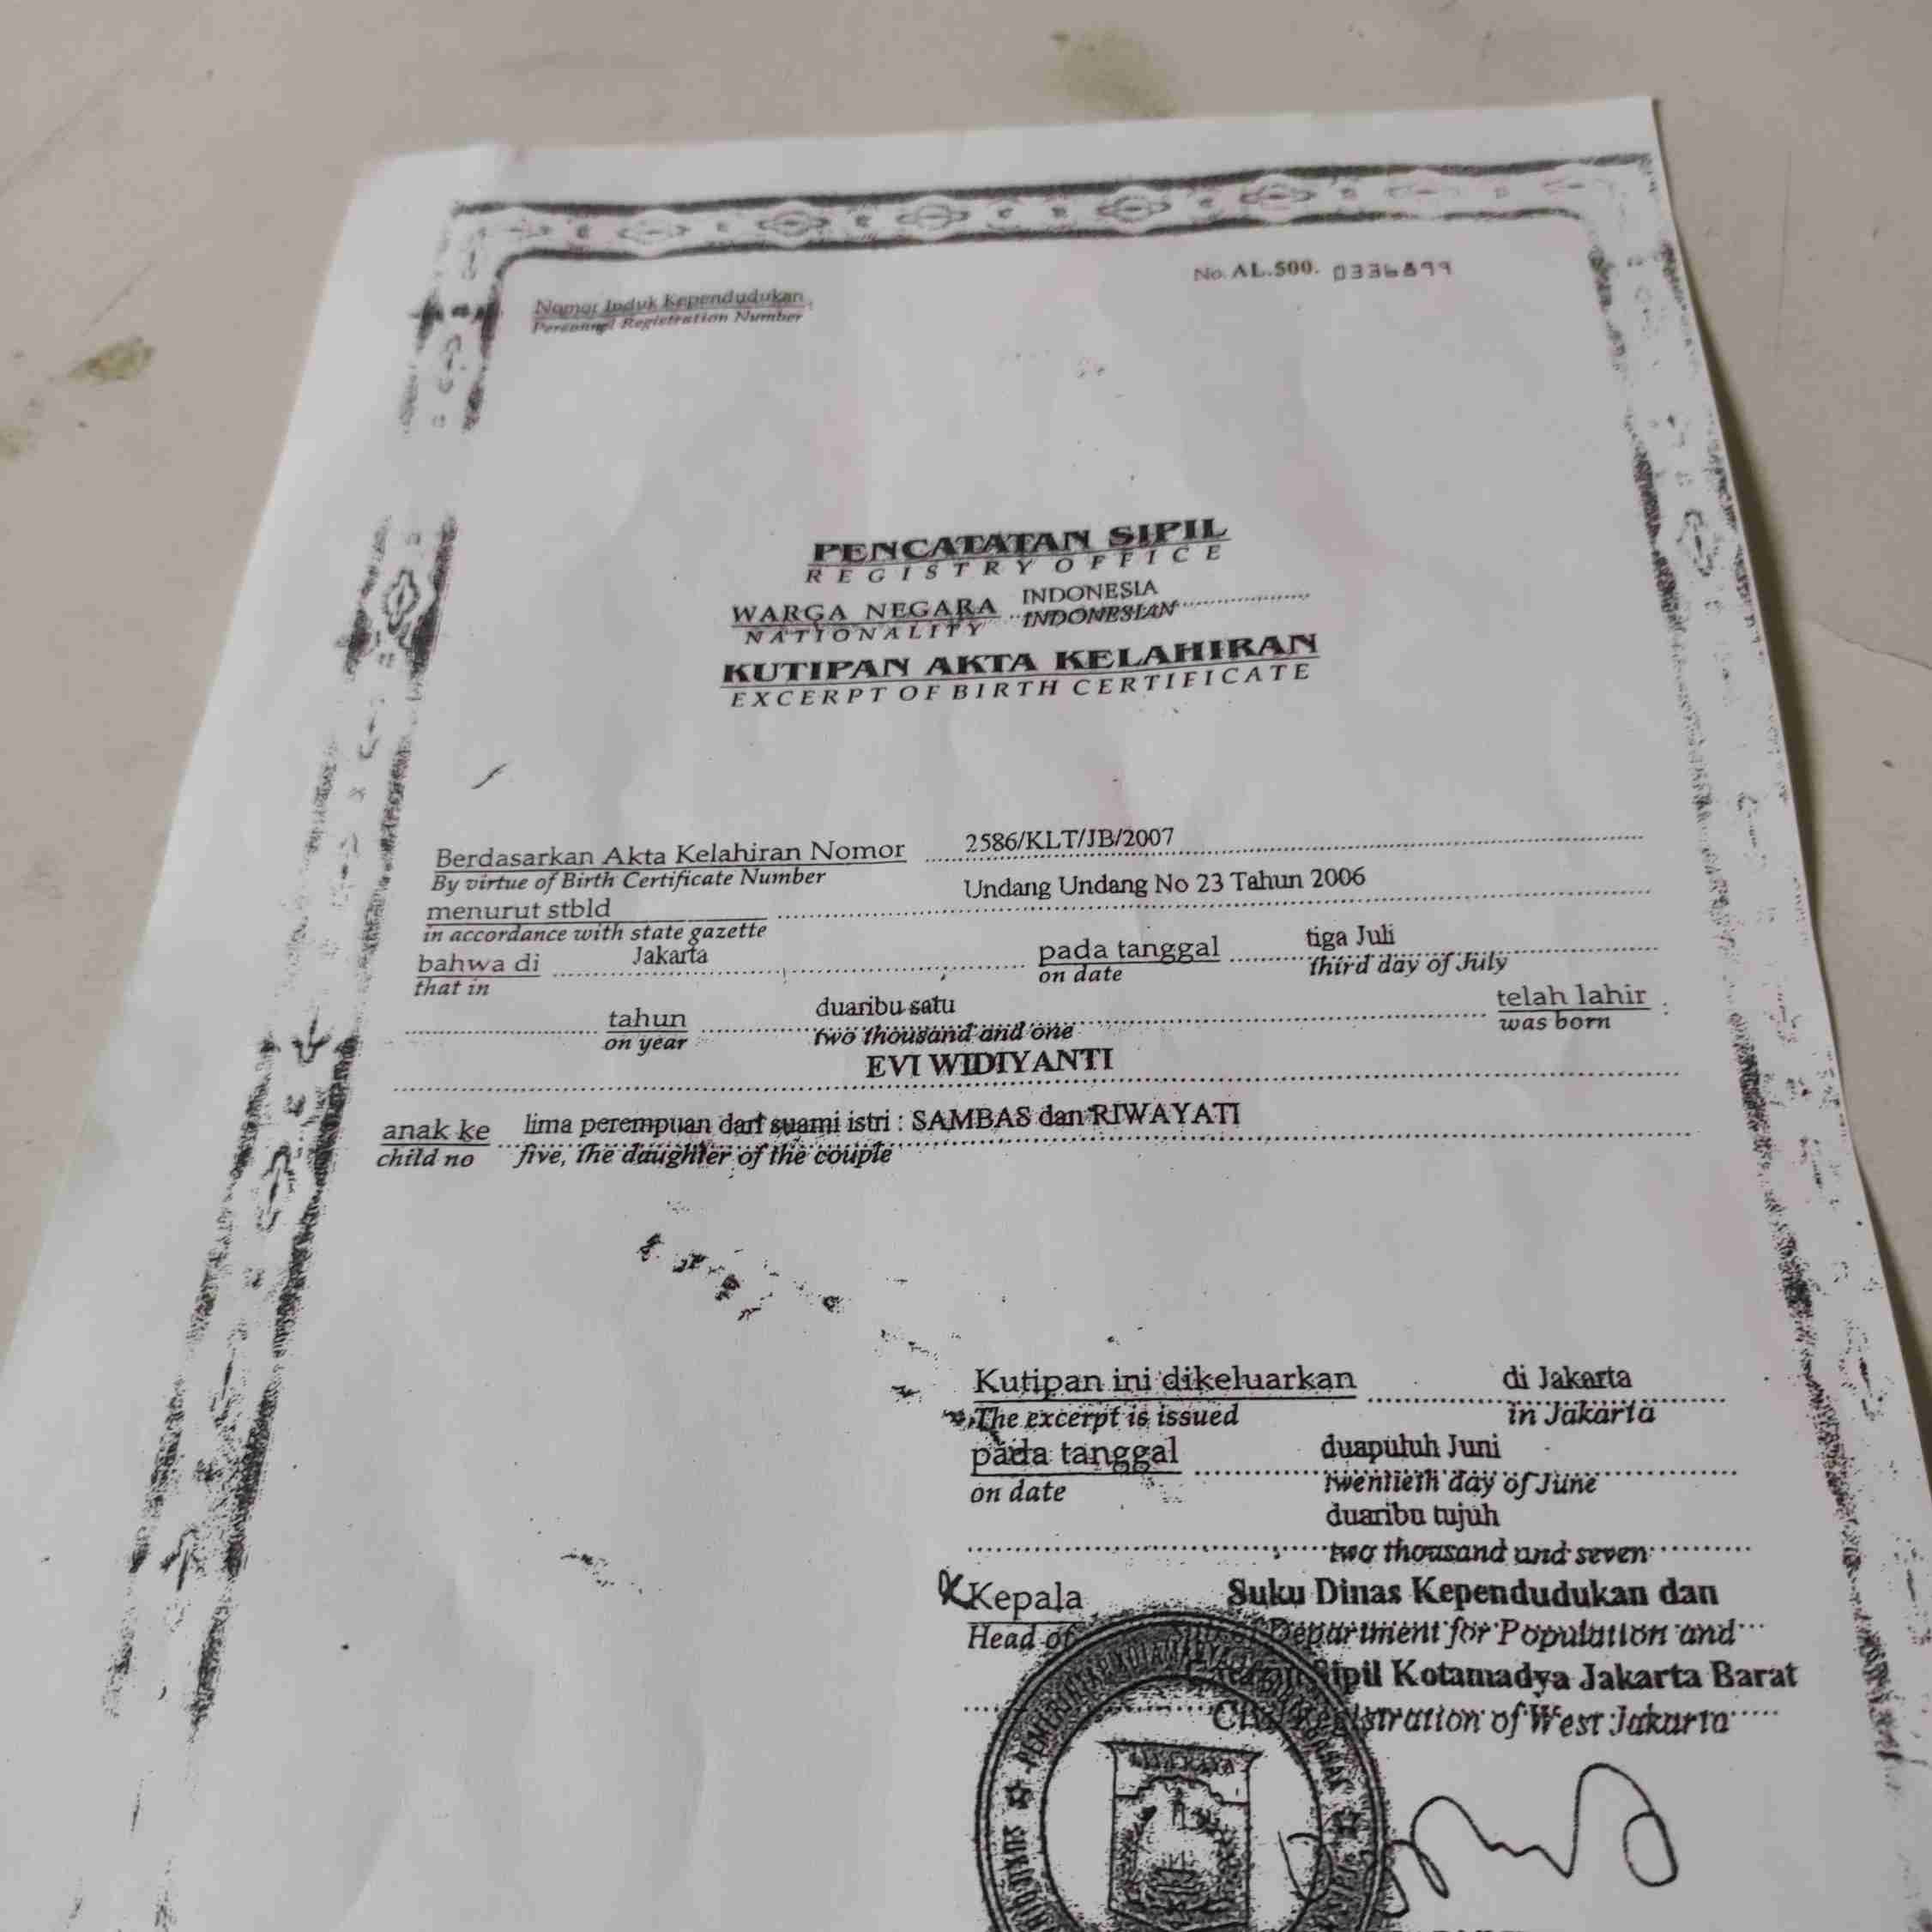 No. AL.500. 0336899
Nomor Induk Kependudukan
Personnel Registration Number
PENCATATAN SIPIL
REGISTRY OFFICE
WARGA NEGARA INDONESIA
NATIONALITY INDONESIAN
KUTIPAN AKTA KELAHIRAN
EXCERPT OF BIRTH CERTIFICATE
Berdasarkan Akta Kelahiran Nomor 2586/KLT/JB/2007
By virtue of Birth Certificate Number
menurut stbld Undang Undang No 23 Tahun 2006
in accordance with state gazette
bahwa di Jakarta pada tanggal tiga Juli
that in on date third day of July
tahun duaribu satu telah lahir
on year two thousand and one was born
EVI WIDIYANTI
anak ke lima perempuan dari suami istri : SAMBAS dan RIWAYATI
child no five, the daughter of the couple
Kutipan ini dikeluarkan di Jakarta
The excerpt is issued in Jakarta
pada tanggal duapuluh Juni
on date twentieth day of June
duaribu tujuh
two thousand and seven
Kepala Suku Dinas Kependudukan dan
Head of Department for Population and
Sipil Kotamadya Jakarta Barat
Registration of West Jakarta